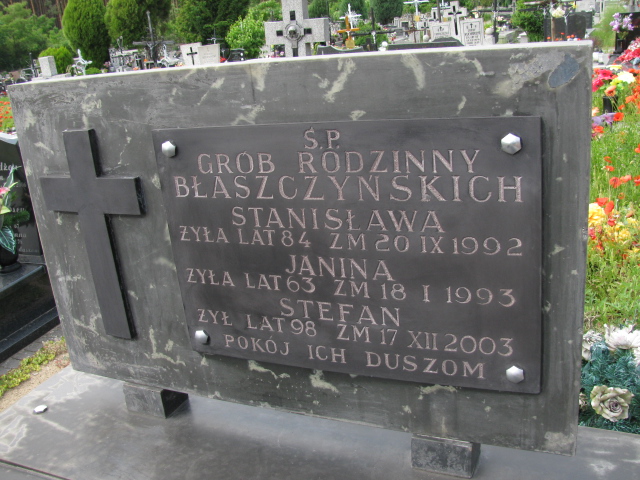 Ś.P.
GRÓB RODZINNY
BŁASZCZYŃSKICH
STANISŁAWA
ŻYŁA LAT 84 ZM 20 IX 1992
JANINA
ŻYŁA LAT 63 ZM 18 I 1993
STEFAN
ŻYŁ LAT 98 ZM 17 XII 2003
POKÓJ ICH DUSZOM